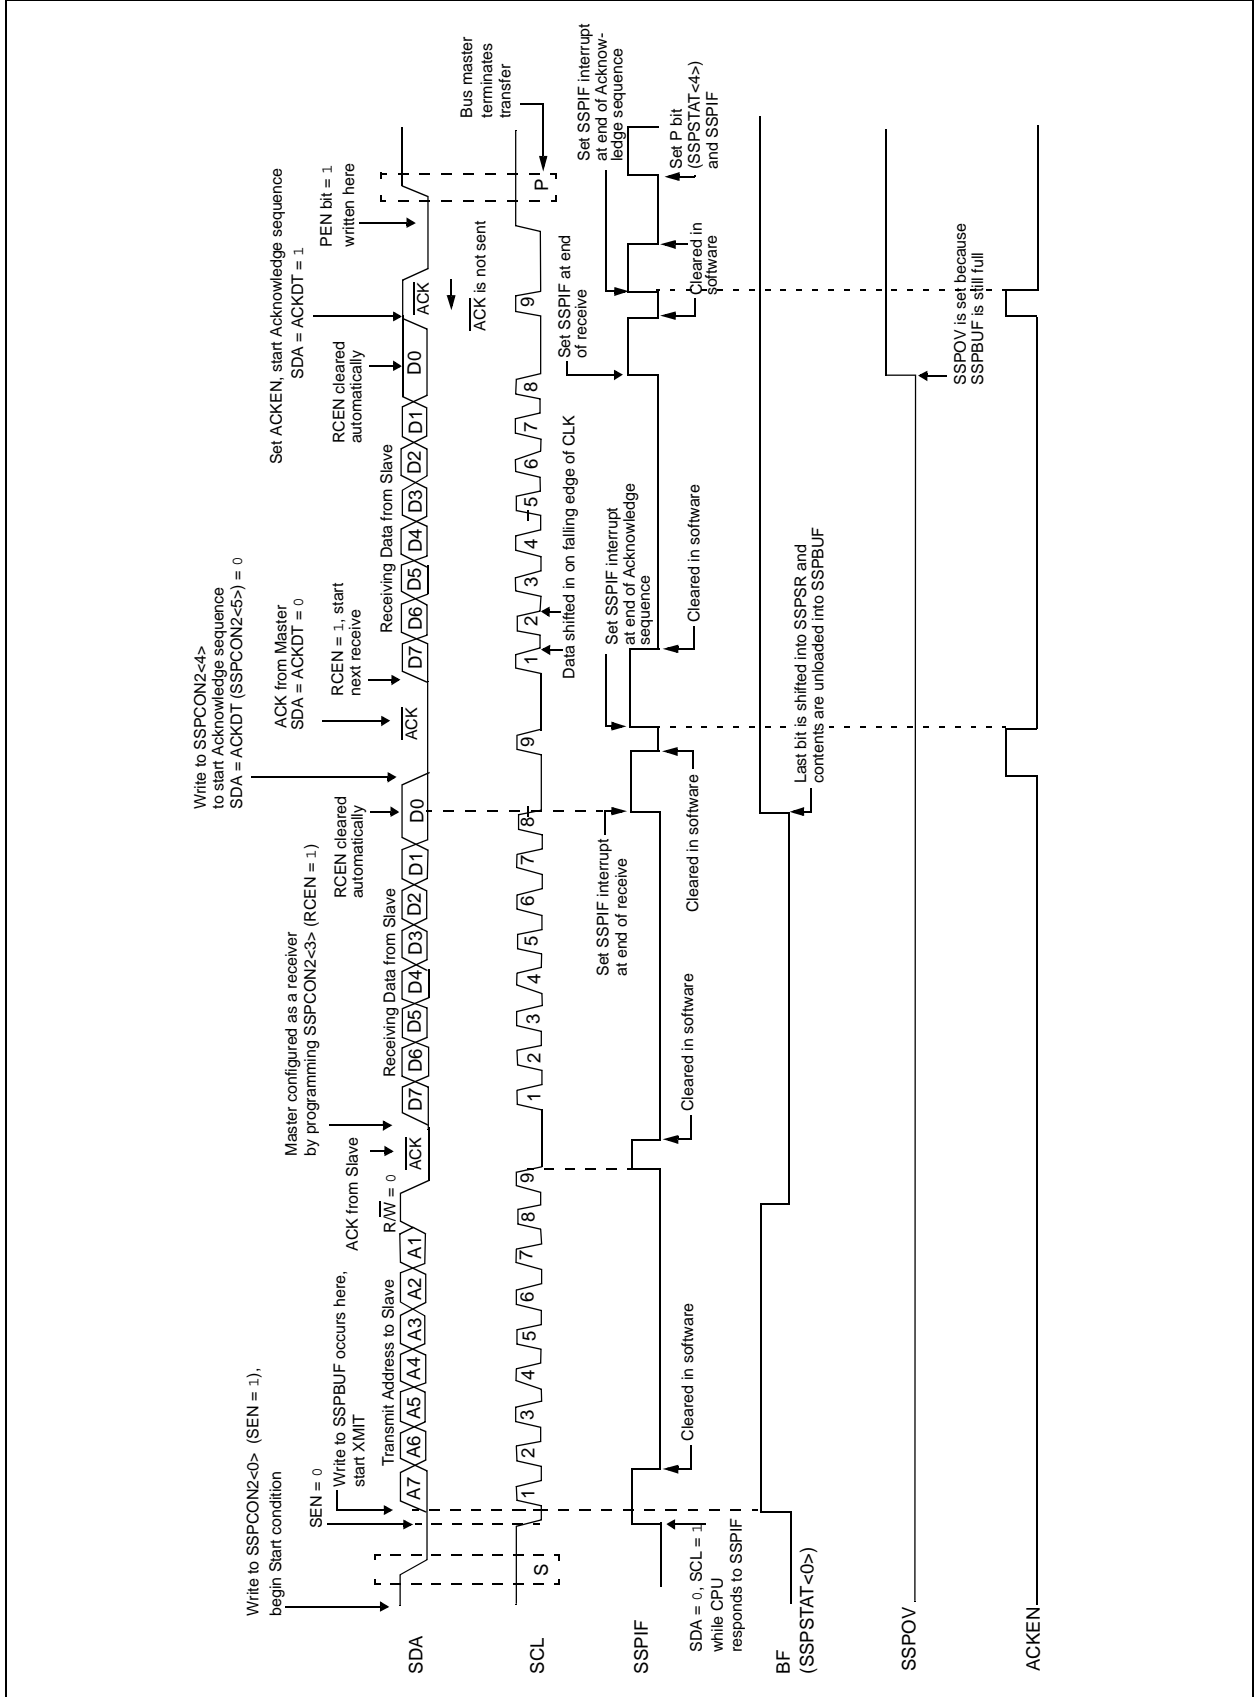 Write to SSPCON2<4>
to start Acknowledge sequence
SDA = ACKDT (SSPCON2<5>) = 0
Write to SSPCON2<0> (SEN = 1),
begin Start condition
Master configured as a receiver
by programming SSPCON2<3> (RCEN = 1)
ACK from Master
SDA = ACKDT = 0
Set ACKEN, start Acknowledge sequence
SDA = ACKDT = 1
SEN = 0
Write to SSPBUF occurs here,
start XMIT
ACK from Slave
RCEN cleared
automatically
RCEN = 1, start
next receive
RCEN cleared
automatically
PEN bit = 1
written here
Transmit Address to Slave
R/W = 0
Receiving Data from Slave
Receiving Data from Slave
SDA
A7 A6 A5 A4 A3 A2 A1
ACK
D7 D6 D5 D4 D3 D2 D1 D0
ACK
D7 D6 D5 D4 D3 D2 D1 D0
ACK
ACK is not sent
Bus master
terminates
transfer
SCL
S
1 2 3 4 5 6 7 8 9
1 2 3 4 5 6 7 8 9
1 2 3 4 5 6 7 8 9
P
Data shifted in on falling edge of CLK
Set SSPIF interrupt
at end of receive
Set SSPIF interrupt
at end of Acknowledge
sequence
Set SSPIF at end
of receive
Set SSPIF interrupt
at end of Acknow-
ledge sequence
SSPIF
SDA = 0, SCL = 1
while CPU
responds to SSPIF
Cleared in software
Cleared in software
Cleared in software
Cleared in software
Cleared in
software
Set P bit
(SSPSTAT<4>)
and SSPIF
BF
(SSPSTAT<0>)
Last bit is shifted into SSPSR and
contents are unloaded into SSPBUF
SSPOV
SSPOV is set because
SSPBUF is still full
ACKEN